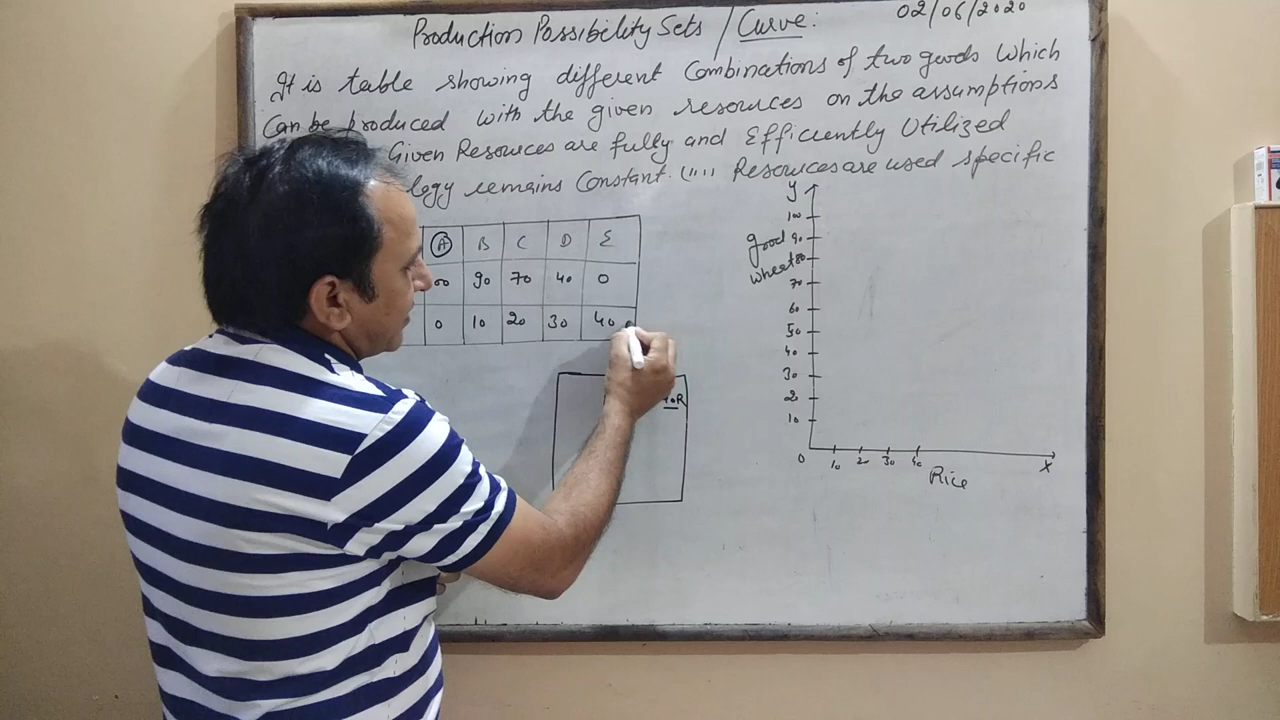 Production Possibility Sets / Curve: 02/06/2020
It is table showing different Combinations of two goods Which
Can be produced with the given resources on the assumptions
Given Resources are fully and Efficiently Utilized
logy remains Constant. (iii) Resources are used specific
A B C D E
00 90 70 40 0
0 10 20 30 40
y
100
good 90
wheat 80
70
60
50
40
30
2
10
0 10 20 30 40 X
Rice